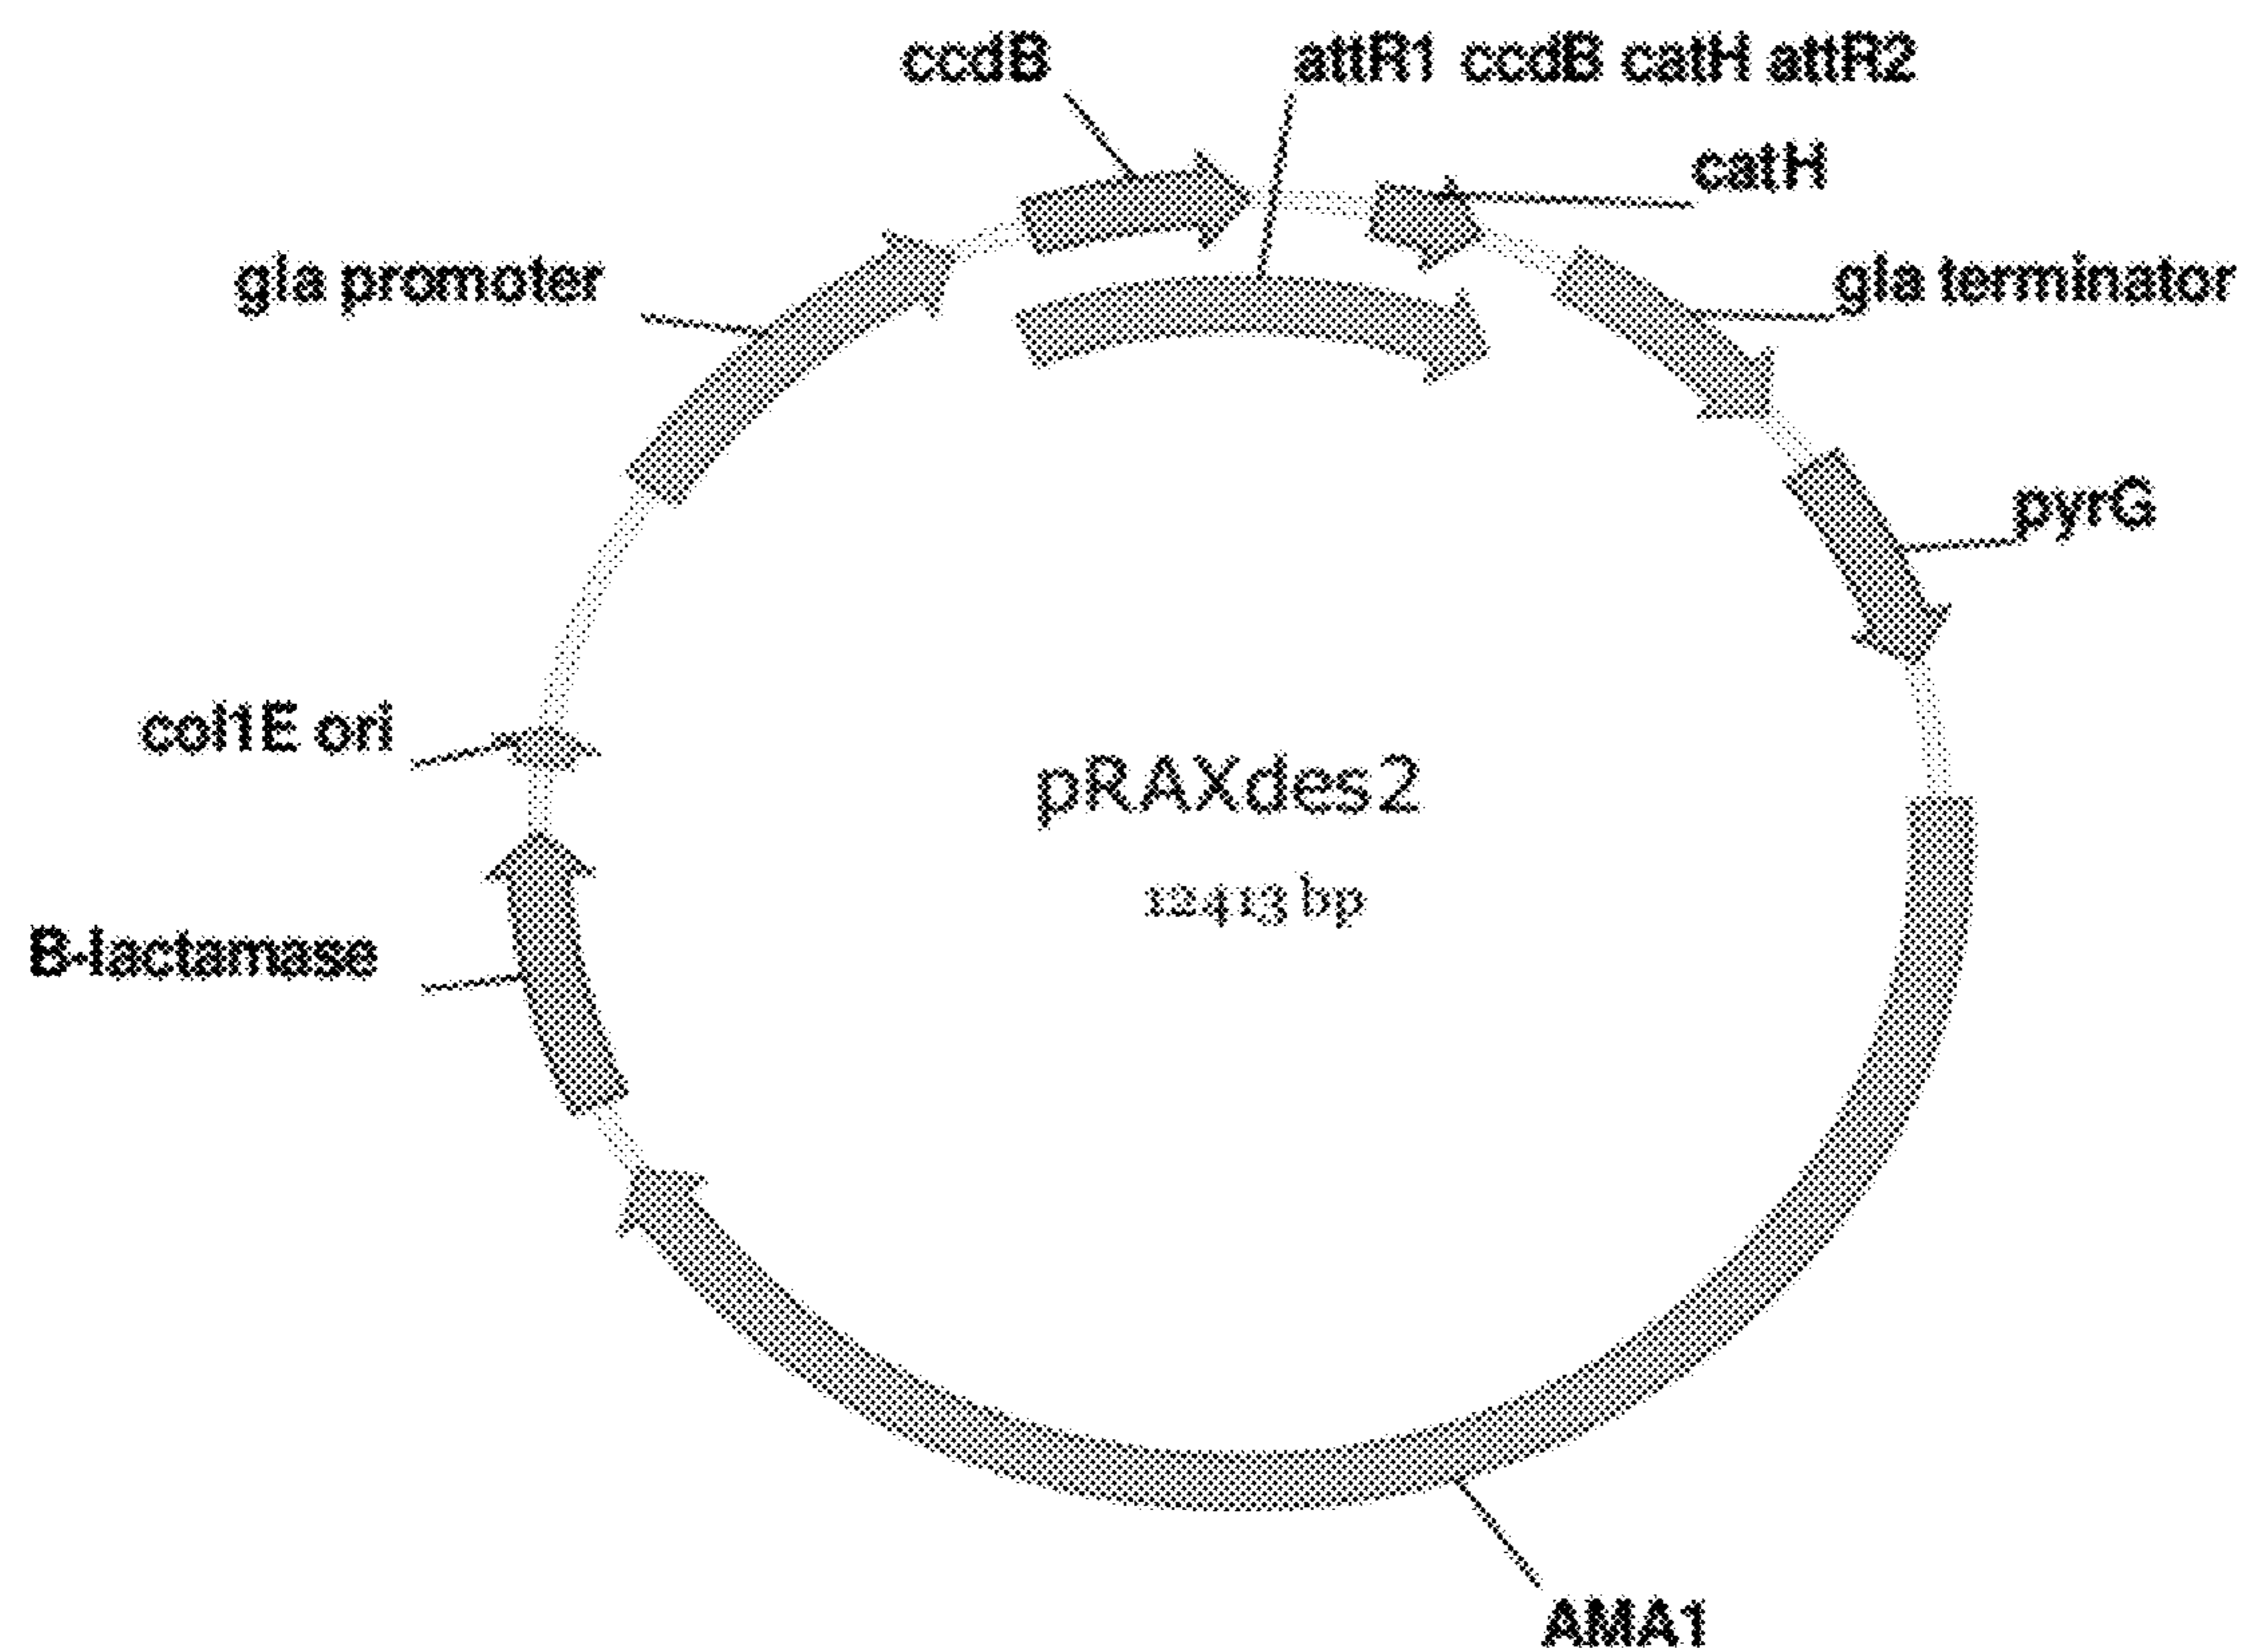 ccdB
attR1 ccdB catH attR2
catH
gla promoter
gla terminator
pyrG
col1E ori
pRAXdes2
12413 bp
B-lactamase
AMA1